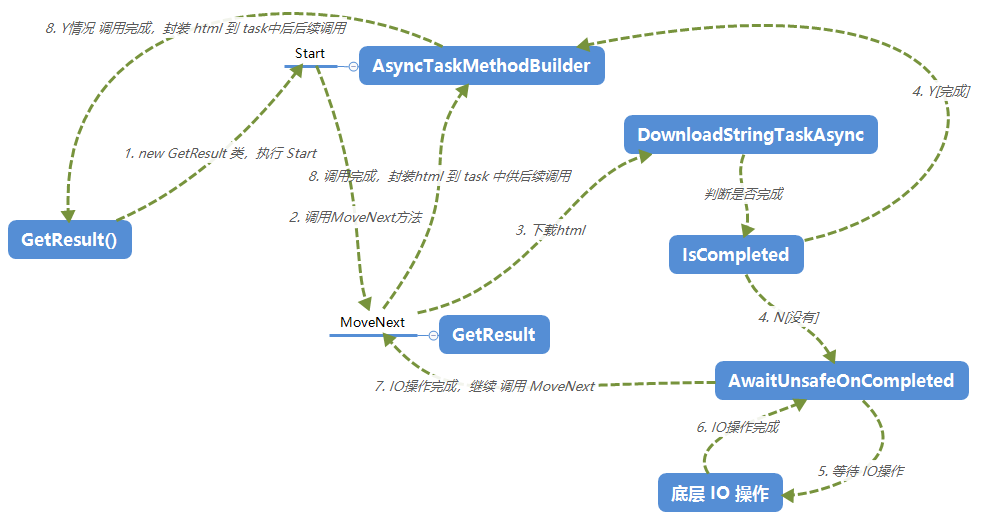 8. Y情况 调用完成，封装 html 到 task中后后续调用
Start
AsyncTaskMethodBuilder
4. Y[完成]
DownloadStringTaskAsync
1. new GetResult 类，执行 Start
8. 调用完成，封装html 到 task 中供后续调用
判断是否完成
2. 调用MoveNext方法
3. 下载html
GetResult()
IsCompleted
MoveNext
GetResult
4. N[没有]
AwaitUnsafeOnCompleted
7. IO操作完成，继续 调用 MoveNext
6. IO操作完成
5. 等待 IO操作
底层 IO 操作